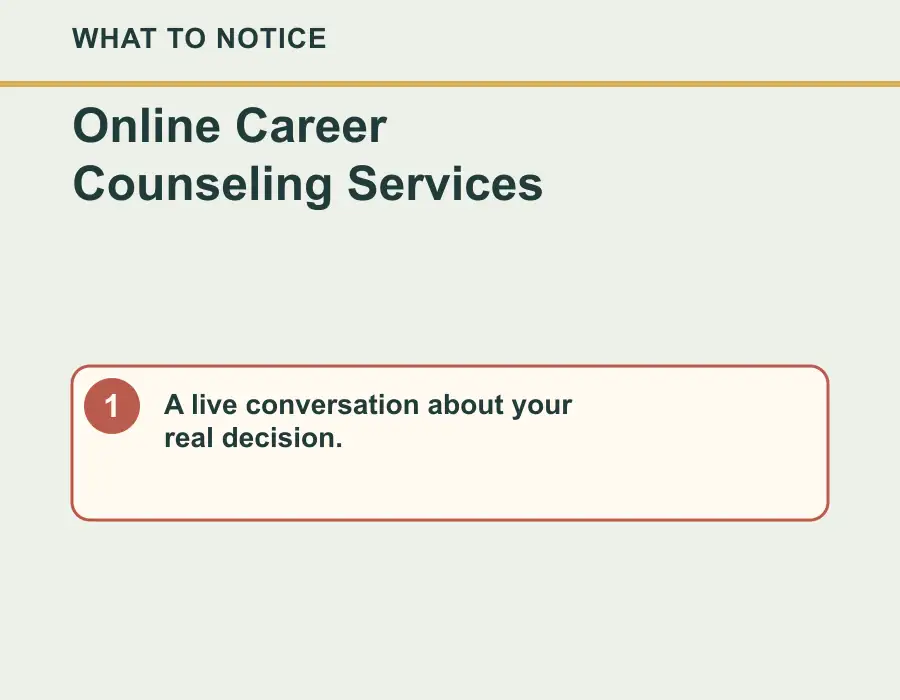 WHAT TO NOTICE
Online Career
Counseling Services
1
A live conversation about your
real decision.